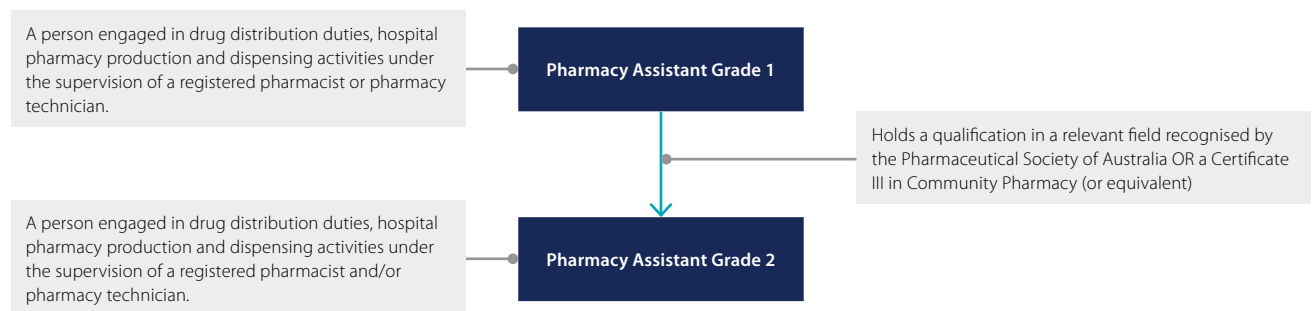 A person engaged in drug distribution duties, hospital
pharmacy production and dispensing activities under
the supervision of a registered pharmacist or pharmacy
technician.
Pharmacy Assistant Grade 1
Holds a qualification in a relevant field recognised by
the Pharmaceutical Society of Australia OR a Certificate
III in Community Pharmacy (or equivalent)
A person engaged in drug distribution duties, hospital
pharmacy production and dispensing activities under
the supervision of a registered pharmacist and/or
pharmacy technician.
Pharmacy Assistant Grade 2